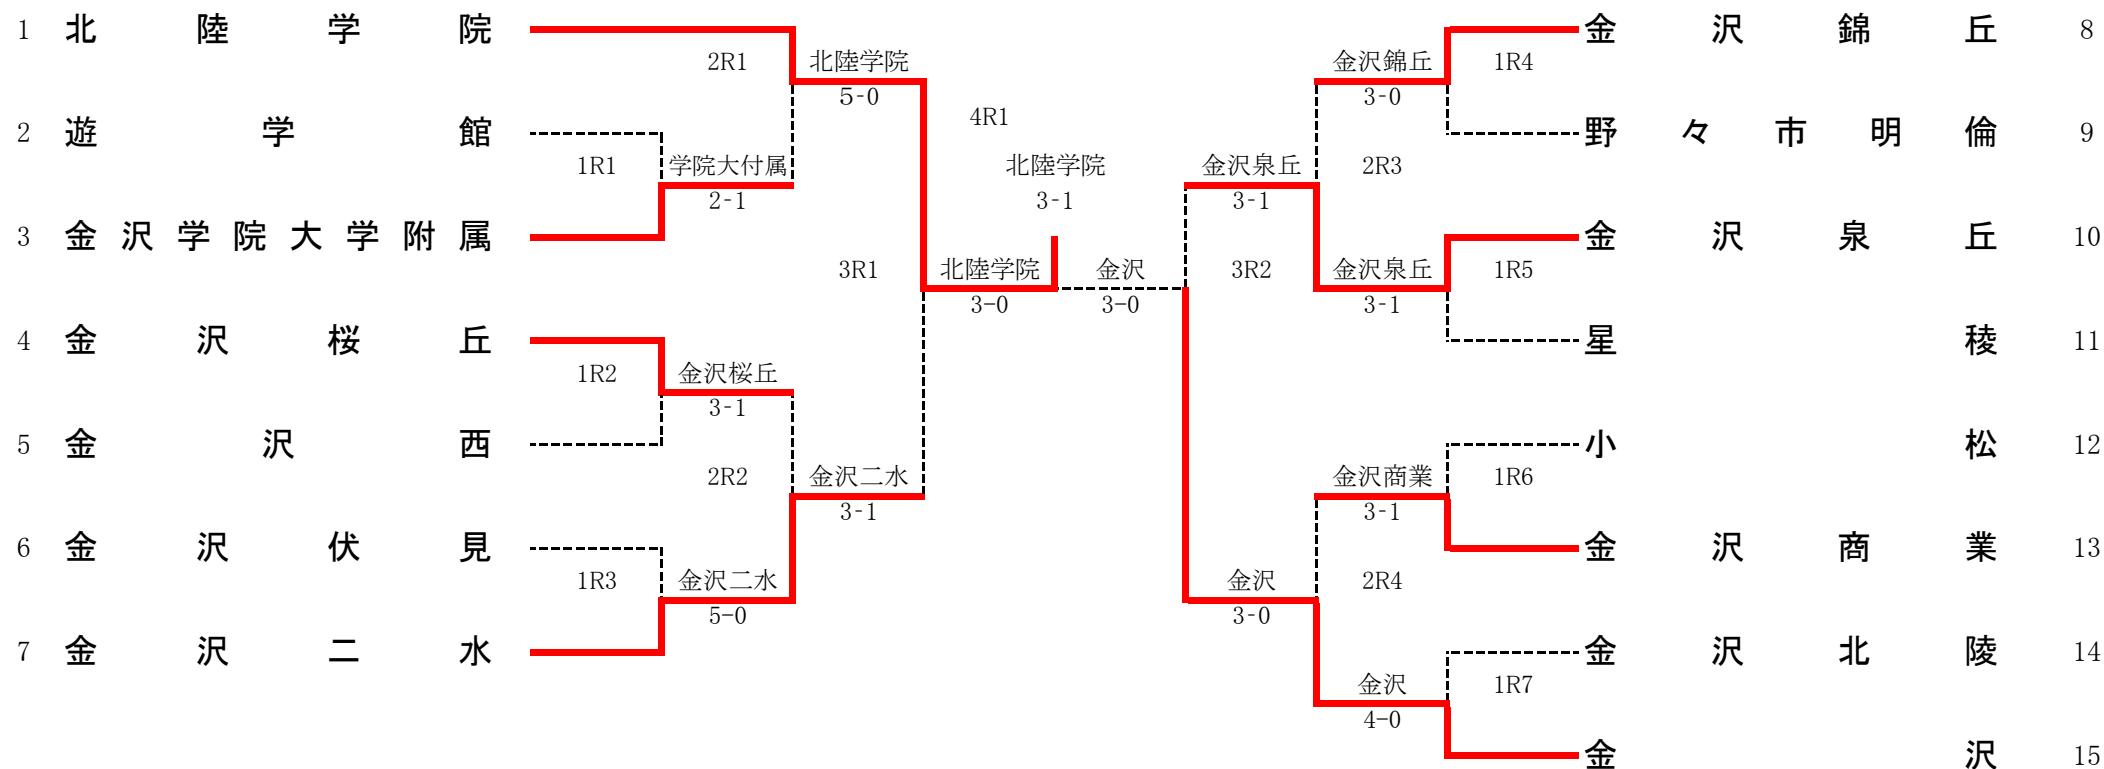 1 北陸学院
金沢錦丘 8
2R1 北陸学院 金沢錦丘 1R4
5-0 3-0
4R1
2 遊学館
野々市明倫 9
1R1 学院大付属 北陸学院 金沢泉丘 2R3
2-1 3-1 3-1
3 金沢学院大学附属
金沢泉丘 10
3R1 北陸学院 金沢 3R2 金沢泉丘 1R5
3-0 3-0 3-1
4 金沢桜丘
星稜 11
1R2 金沢桜丘
3-1
5 金沢西
小松 12
2R2 金沢二水 金沢商業 1R6
3-1 3-1
6 金沢伏見
金沢商業 13
1R3 金沢二水 金沢 2R4
5-0 3-0
7 金沢二水
金沢北陵 14
金沢 1R7
4-0
金沢 15